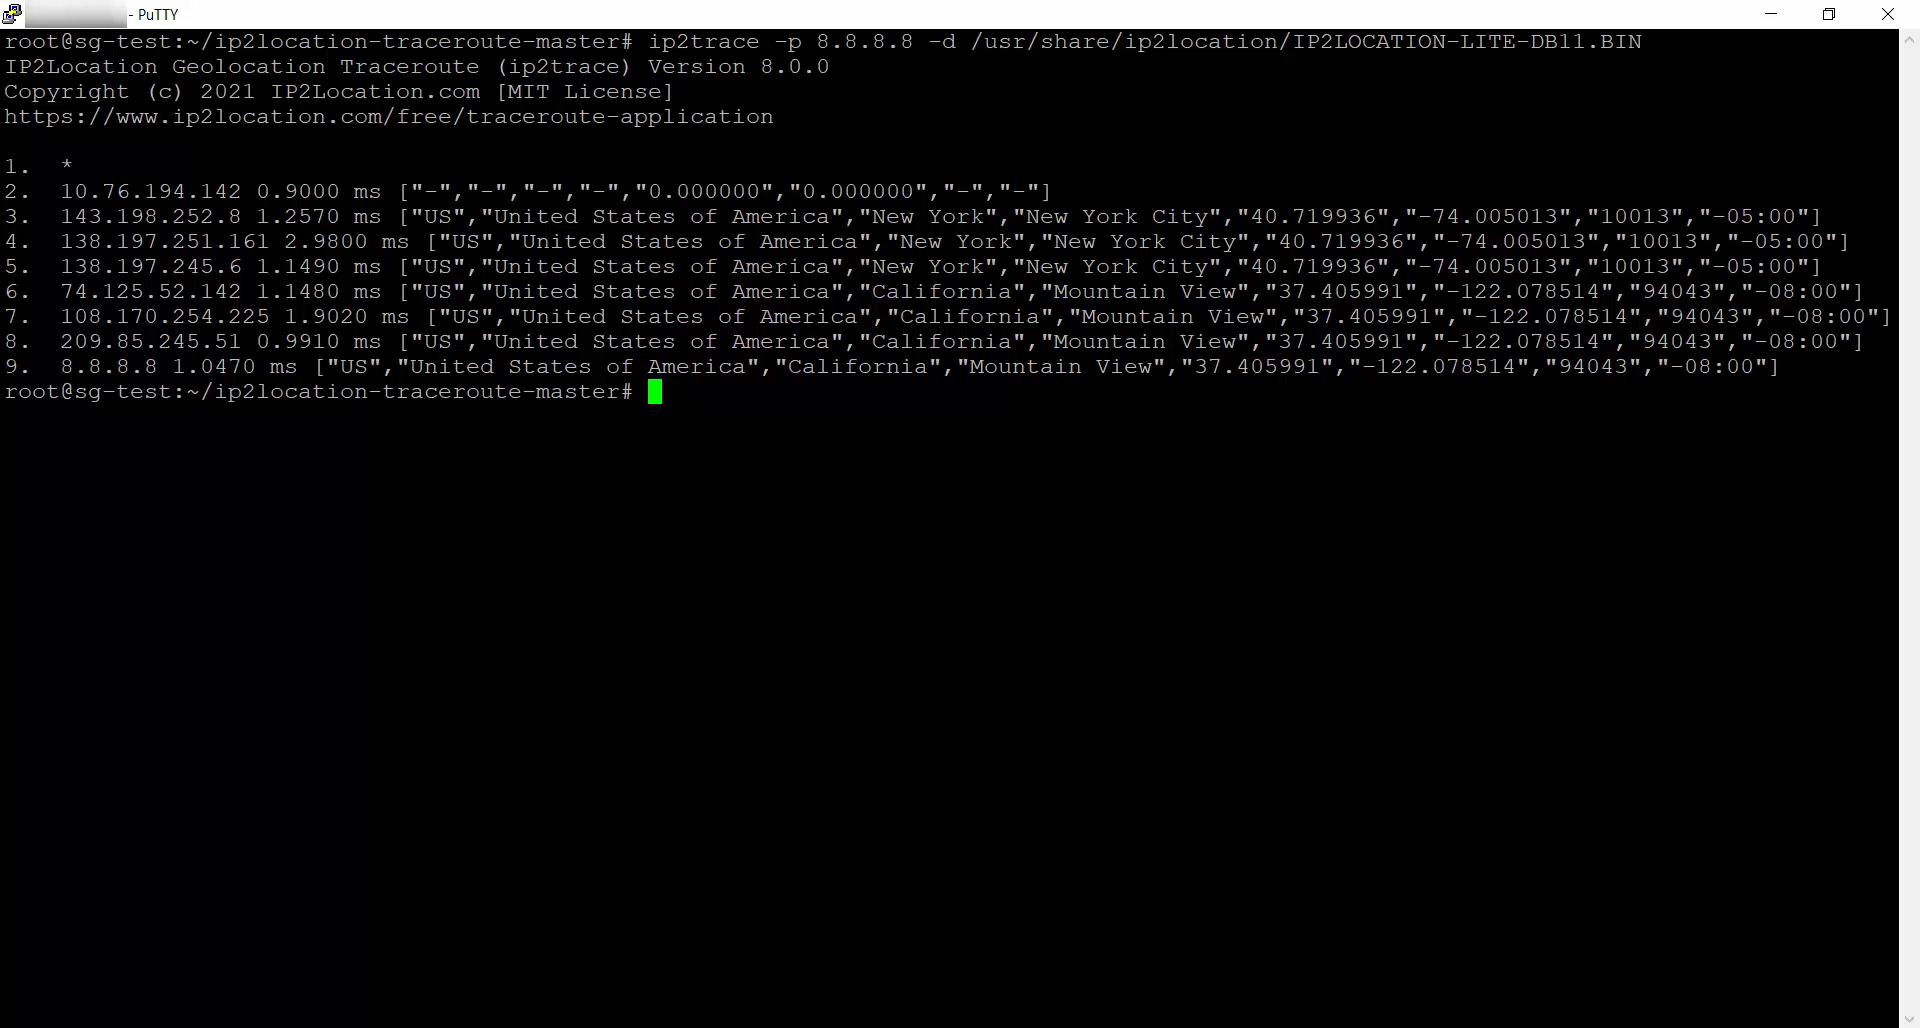 - PuTTY
root@sg-test:~/ip2location-traceroute-master# ip2trace -p 8.8.8.8 -d /usr/share/ip2location/IP2LOCATION-LITE-DB11.BIN
IP2Location Geolocation Traceroute (ip2trace) Version 8.0.0
Copyright (c) 2021 IP2Location.com [MIT License]
https://www.ip2location.com/free/traceroute-application
1.  *
2.  10.76.194.142 0.9000 ms ["-","-","-","-","0.000000","0.000000","-","-"]
3.  143.198.252.8 1.2570 ms ["US","United States of America","New York","New York City","40.719936","-74.005013","10013","-05:00"]
4.  138.197.251.161 2.9800 ms ["US","United States of America","New York","New York City","40.719936","-74.005013","10013","-05:00"]
5.  138.197.245.6 1.1490 ms ["US","United States of America","New York","New York City","40.719936","-74.005013","10013","-05:00"]
6.  74.125.52.142 1.1480 ms ["US","United States of America","California","Mountain View","37.405991","-122.078514","94043","-08:00"]
7.  108.170.254.225 1.9020 ms ["US","United States of America","California","Mountain View","37.405991","-122.078514","94043","-08:00"]
8.  209.85.245.51 0.9910 ms ["US","United States of America","California","Mountain View","37.405991","-122.078514","94043","-08:00"]
9.  8.8.8.8 1.0470 ms ["US","United States of America","California","Mountain View","37.405991","-122.078514","94043","-08:00"]
root@sg-test:~/ip2location-traceroute-master#